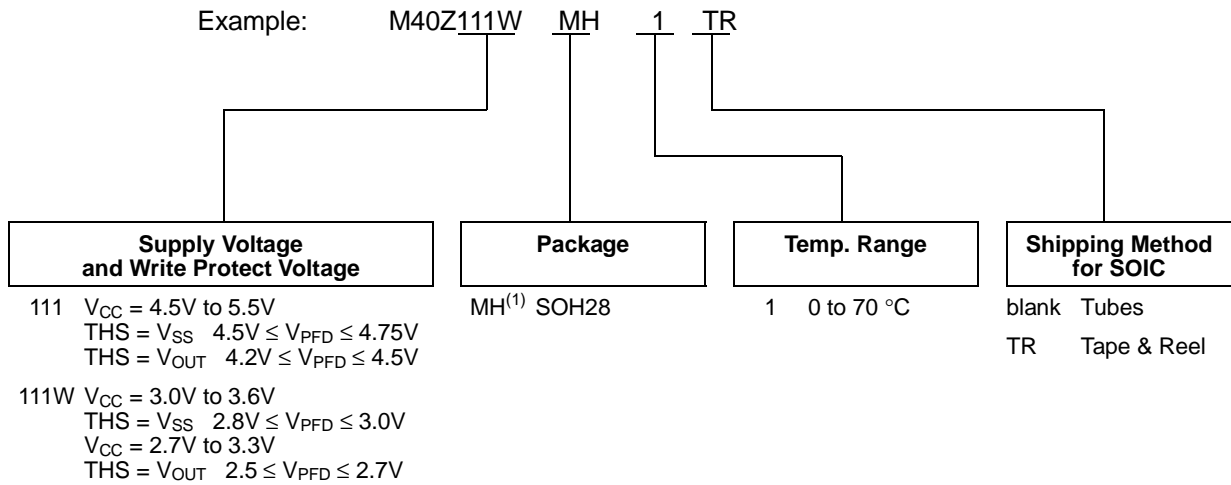 Example: M40Z111W MH 1 TR
Supply Voltage
and Write Protect Voltage
111 VCC = 4.5V to 5.5V
THS = VSS 4.5V ≤ VPFD ≤ 4.75V
THS = VOUT 4.2V ≤ VPFD ≤ 4.5V
111W VCC = 3.0V to 3.6V
THS = VSS 2.8V ≤ VPFD ≤ 3.0V
VCC = 2.7V to 3.3V
THS = VOUT 2.5 ≤ VPFD ≤ 2.7V
Package
MH(1) SOH28
Temp. Range
1 0 to 70 °C
Shipping Method
for SOIC
blank Tubes
TR Tape & Reel